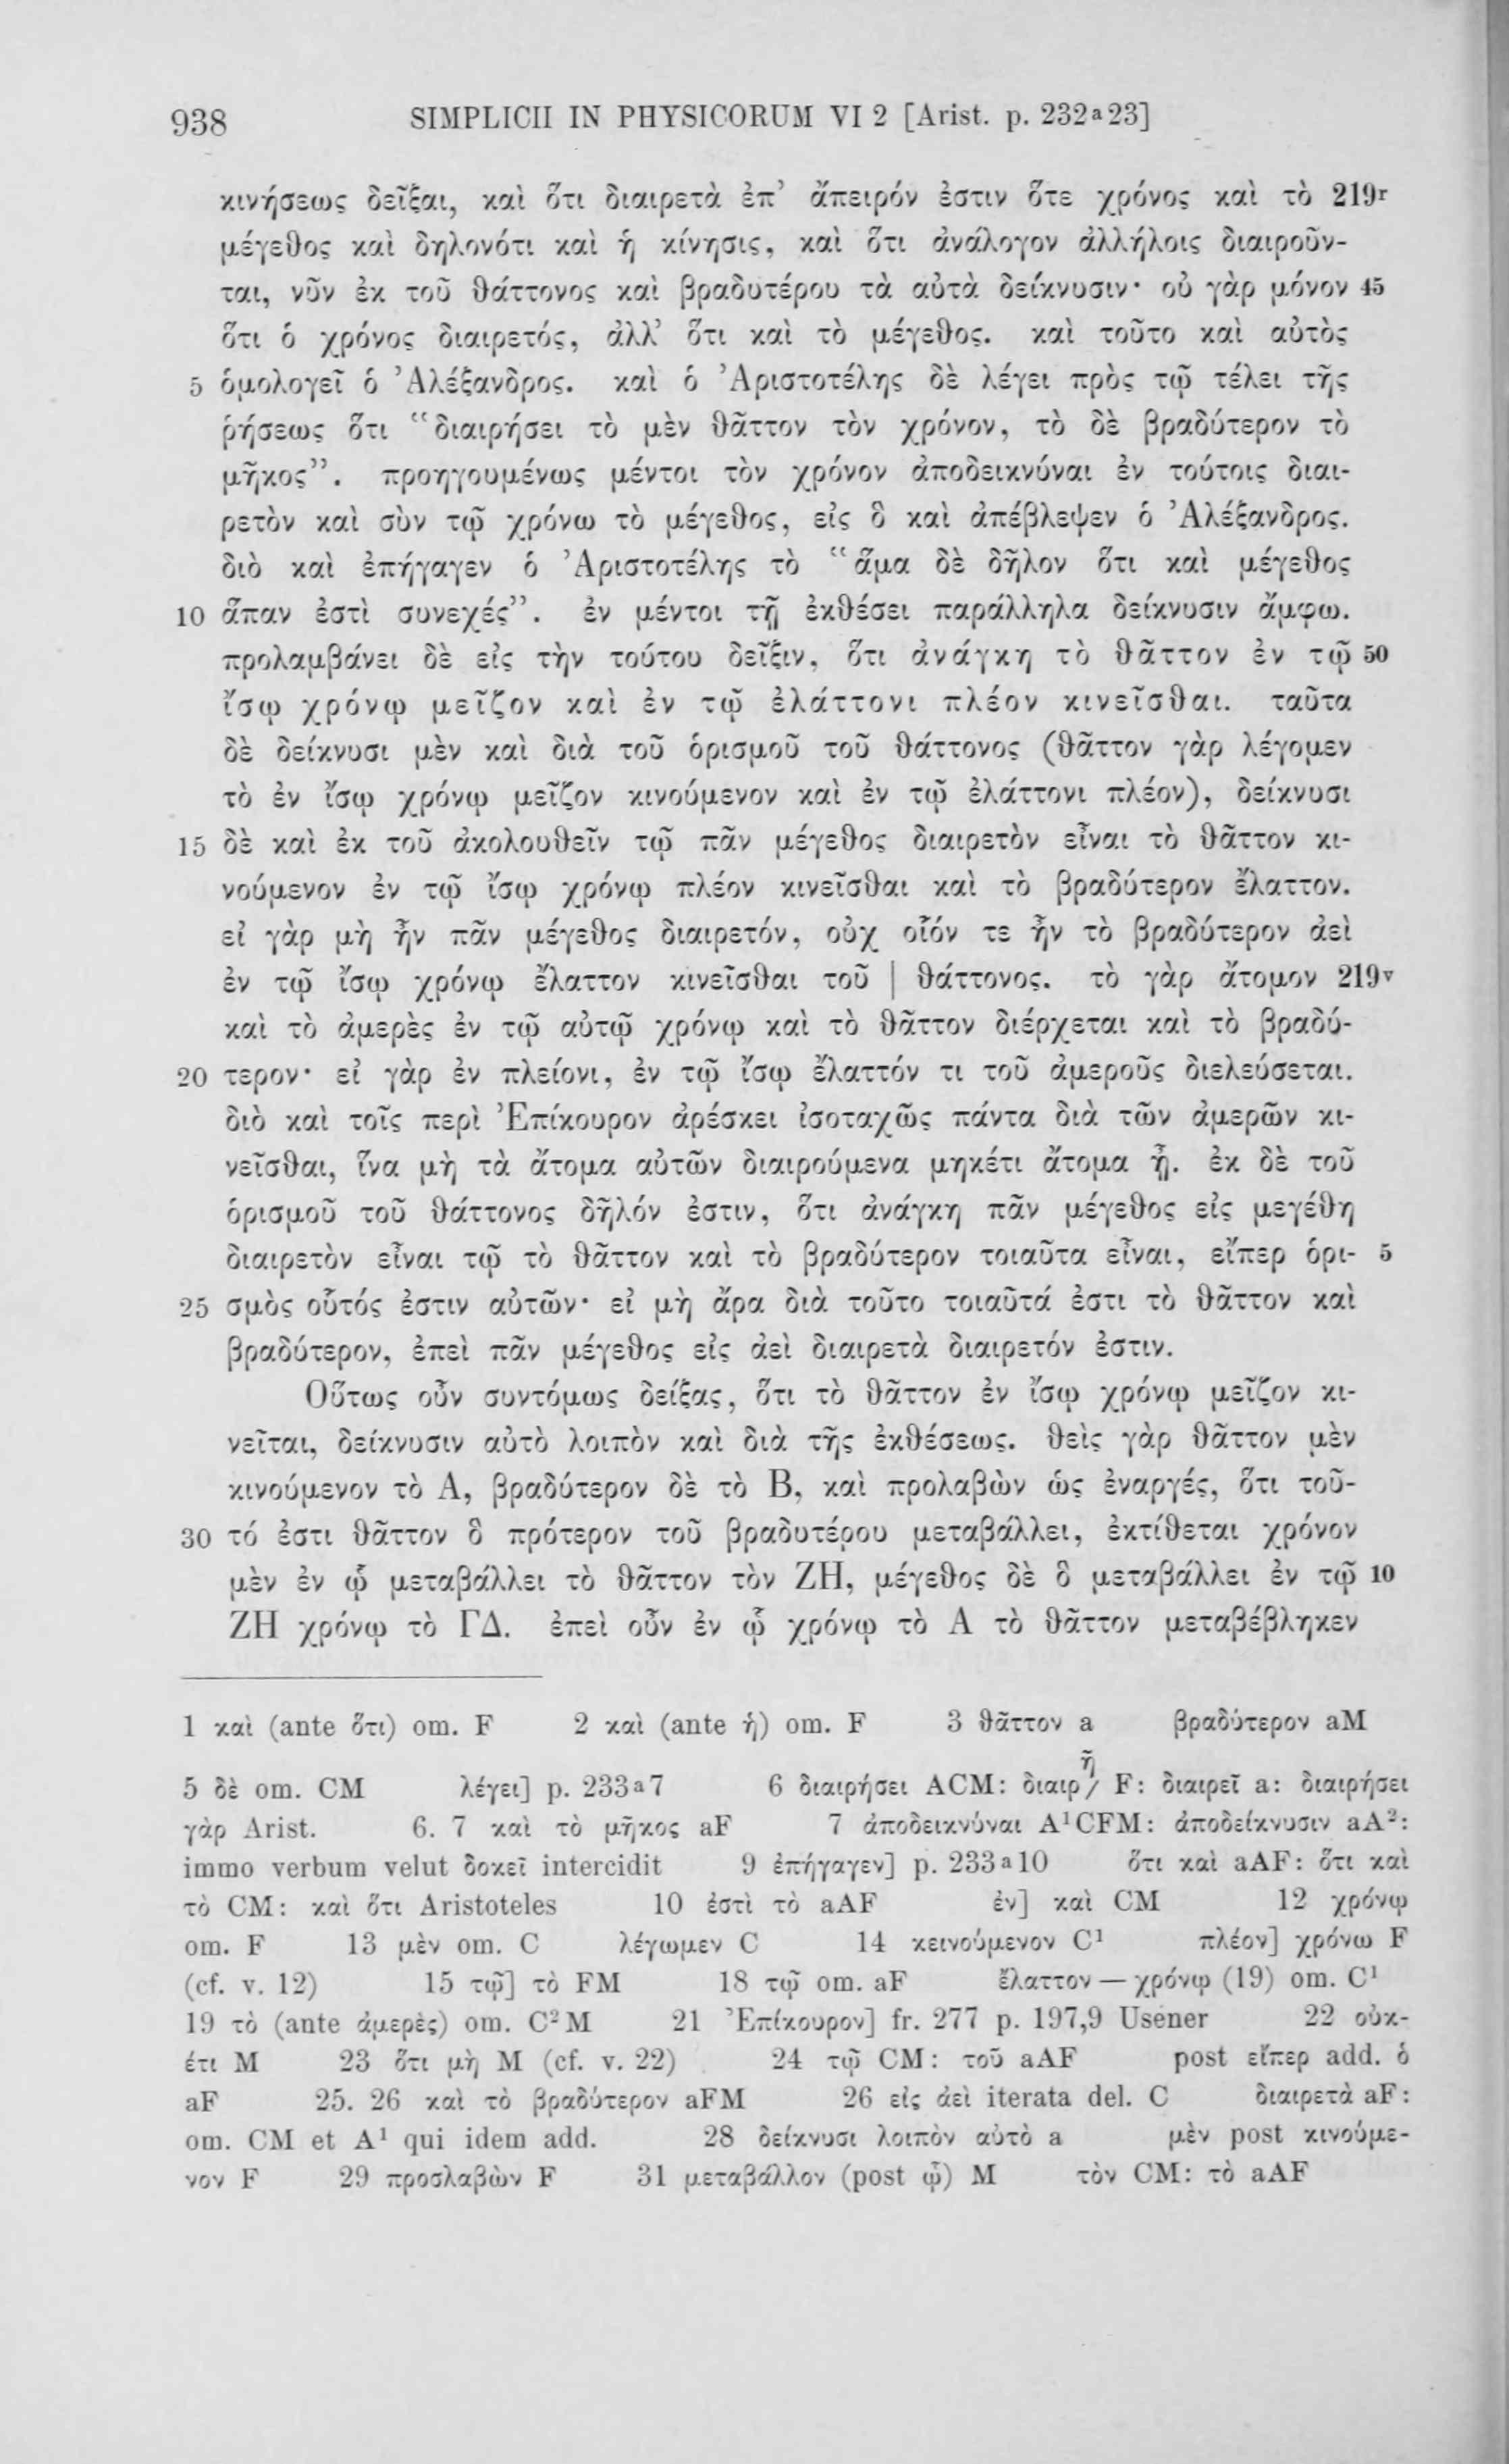 938 SIMPLICII IN PHYSICORUM VI 2 [Arist. p. 232a23]
κινήσεως δεῖξαι, καὶ ὅτι διαιρετὰ ἐπ’ ἄπειρόν ἐστιν ὅτε χρόνος καὶ τὸ 219r
μέγεθος καὶ δηλονότι καὶ ἡ κίνησις, καὶ ὅτι ἀνάλογον ἀλλήλοις διαιροῦν-
ται, νῦν ἐκ τοῦ θάττονος καὶ βραδυτέρου τὰ αὐτὰ δείκνυσιν· οὐ γὰρ μόνον 45
ὅτι ὁ χρόνος διαιρετός, ἀλλ’ ὅτι καὶ τὸ μέγεθος. καὶ τοῦτο καὶ αὐτὸς
5 ὁμολογεῖ ὁ Ἀλέξανδρος. καὶ ὁ Ἀριστοτέλης δὲ λέγει πρὸς τῷ τέλει τῆς
ῥήσεως ὅτι “διαιρήσει τὸ μὲν θᾶττον τὸν χρόνον, τὸ δὲ βραδύτερον τὸ
μῆκος”. προηγουμένως μέντοι τὸν χρόνον ἀποδεικνύναι ἐν τούτοις διαι-
ρετὸν καὶ σὺν τῷ χρόνω τὸ μέγεθος, εἰς ὃ καὶ ἀπέβλεψεν ὁ Ἀλέξανδρος.
διὸ καὶ ἐπήγαγεν ὁ Ἀριστοτέλης τὸ “ἅμα δὲ δῆλον ὅτι καὶ μέγεθος
10 ἅπαν ἐστὶ συνεχές”. ἐν μέντοι τῇ ἐκθέσει παράλληλα δείκνυσιν ἄμφω.
προλαμβάνει δὲ εἰς τὴν τούτου δεῖξιν, ὅτι ἀνάγκη τὸ θᾶττον ἐν τῷ 50
ἴσῳ χρόνῳ μεῖζον καὶ ἐν τῷ ἐλάττονι πλέον κινεῖσθαι. ταῦτα
δὲ δείκνυσι μὲν καὶ διὰ τοῦ ὁρισμοῦ τοῦ θάττονος (θᾶττον γὰρ λέγομεν
τὸ ἐν ἴσῳ χρόνῳ μεῖζον κινούμενον καὶ ἐν τῷ ἐλάττονι πλέον), δείκνυσι
15 δὲ καὶ ἐκ τοῦ ἀκολουθεῖν τῷ πᾶν μέγεθος διαιρετὸν εἶναι τὸ θᾶττον κι-
νούμενον ἐν τῷ ἴσῳ χρόνῳ πλέον κινεῖσθαι καὶ τὸ βραδύτερον ἔλαττον.
εἰ γὰρ μὴ ἦν πᾶν μέγεθος διαιρετόν, οὐχ οἷόν τε ἦν τὸ βραδύτερον ἀεὶ
ἐν τῷ ἴσῳ χρόνῳ ἔλαττον κινεῖσθαι τοῦ | θάττονος. τὸ γὰρ ἄτομον 219v
καὶ τὸ ἀμερὲς ἐν τῷ αὐτῷ χρόνῳ καὶ τὸ θᾶττον διέρχεται καὶ τὸ βραδύ-
20 τερον· εἰ γὰρ ἐν πλείονι, ἐν τῷ ἴσῳ ἔλαττόν τι τοῦ ἀμεροῦς διελεύσεται.
διὸ καὶ τοῖς περὶ Ἐπίκουρον ἀρέσκει ἰσοταχῶς πάντα διὰ τῶν ἀμερῶν κι-
νεῖσθαι, ἵνα μὴ τὰ ἄτομα αὐτῶν διαιρούμενα μηκέτι ἄτομα ᾖ. ἐκ δὲ τοῦ
ὁρισμοῦ τοῦ θάττονος δῆλόν ἐστιν, ὅτι ἀνάγκη πᾶν μέγεθος εἰς μεγέθη
διαιρετὸν εἶναι τῷ τὸ θᾶττον καὶ τὸ βραδύτερον τοιαῦτα εἶναι, εἴπερ ὁρι- 5
25 σμὸς οὗτός ἐστιν αὐτῶν· εἰ μὴ ἄρα διὰ τοῦτο τοιαῦτά ἐστι τὸ θᾶττον καὶ
βραδύτερον, ἐπεὶ πᾶν μέγεθος εἰς ἀεὶ διαιρετὰ διαιρετόν ἐστιν.
Οὕτως οὖν συντόμως δείξας, ὅτι τὸ θᾶττον ἐν ἴσῳ χρόνῳ μεῖζον κι-
νεῖται, δείκνυσιν αὐτὸ λοιπὸν καὶ διὰ τῆς ἐκθέσεως. θεὶς γὰρ θᾶττον μὲν
κινούμενον τὸ Α, βραδύτερον δὲ τὸ Β, καὶ προλαβὼν ὡς ἐναργές, ὅτι τοῦ-
30 τό ἐστι θᾶττον ὃ πρότερον τοῦ βραδυτέρου μεταβάλλει, ἐκτίθεται χρόνον
μὲν ἐν ᾧ μεταβάλλει τὸ θᾶττον τὸν ΖΗ, μέγεθος δὲ ὃ μεταβάλλει ἐν τῷ 10
ΖΗ χρόνῳ τὸ ΓΔ. ἐπεὶ οὖν ἐν ᾧ χρόνῳ τὸ Α τὸ θᾶττον μεταβέβληκεν
1 καὶ (ante ὅτι) om. F 2 καὶ (ante ἡ) om. F 3 θᾶττον a βραδύτερον aM
5 δὲ om. CM λέγει] p. 233a7 6 διαιρήσει ACM: διαιρ/ῆ F: διαιρεῖ a: διαιρήσει
γὰρ Arist. 6. 7 καὶ τὸ μῆκος aF 7 ἀποδεικνύναι A¹CFM: ἀποδείκνυσιν aA²:
immo verbum velut δοκεῖ intercidit 9 ἐπήγαγεν] p. 233a10 ὅτι καὶ aAF: ὅτι καὶ
τὸ CM: καὶ ὅτι Aristoteles 10 ἐστὶ τὸ aAF ἐν] καὶ CM 12 χρόνῳ
om. F 13 μὲν om. C λέγωμεν C 14 κεινούμενον C¹ πλέον] χρόνω F
(cf. v. 12) 15 τῷ] τὸ FM 18 τῷ om. aF ἔλαττον — χρόνῳ (19) om. C¹
19 τὸ (ante ἀμερὲς) om. C² M 21 Ἐπίκουρον] fr. 277 p. 197,9 Usener 22 οὐκ-
έτι M 23 ὅτι μὴ M (cf. v. 22) 24 τῷ CM: τοῦ aAF post εἴπερ add. ὁ
aF 25. 26 καὶ τὸ βραδύτερον aFM 26 εἰς ἀεὶ iterata del. C διαιρετὰ aF:
om. CM et A¹ qui idem add. 28 δείκνυσι λοιπὸν αὐτὸ a μὲν post κινούμε-
νον F 29 προσλαβὼν F 31 μεταβάλλον (post ᾧ) M τὸν CM: τὸ aAF